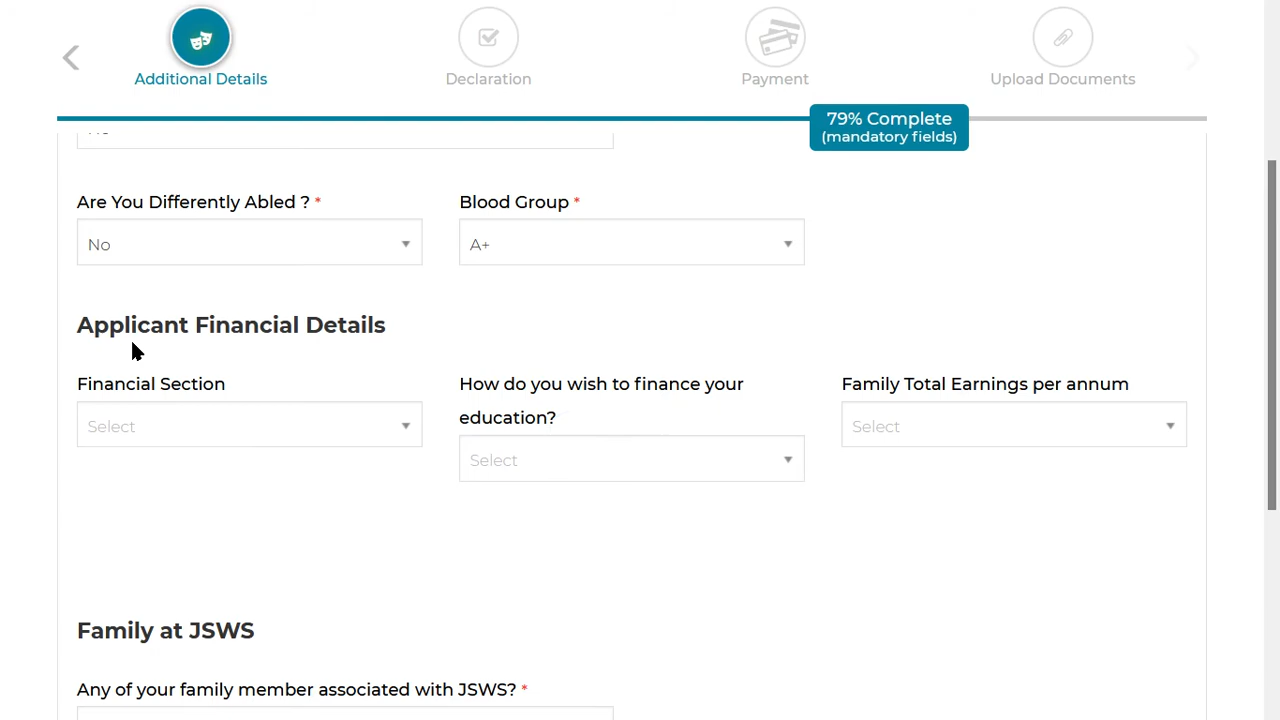 Additional Details
Declaration
Payment
Upload Documents
79% Complete
(mandatory fields)
Are You Differently Abled ? *
Blood Group *
No
A+
Applicant Financial Details
Financial Section
How do you wish to finance your
education?
Family Total Earnings per annum
Select
Select
Select
Family at JSWS
Any of your family member associated with JSWS? *